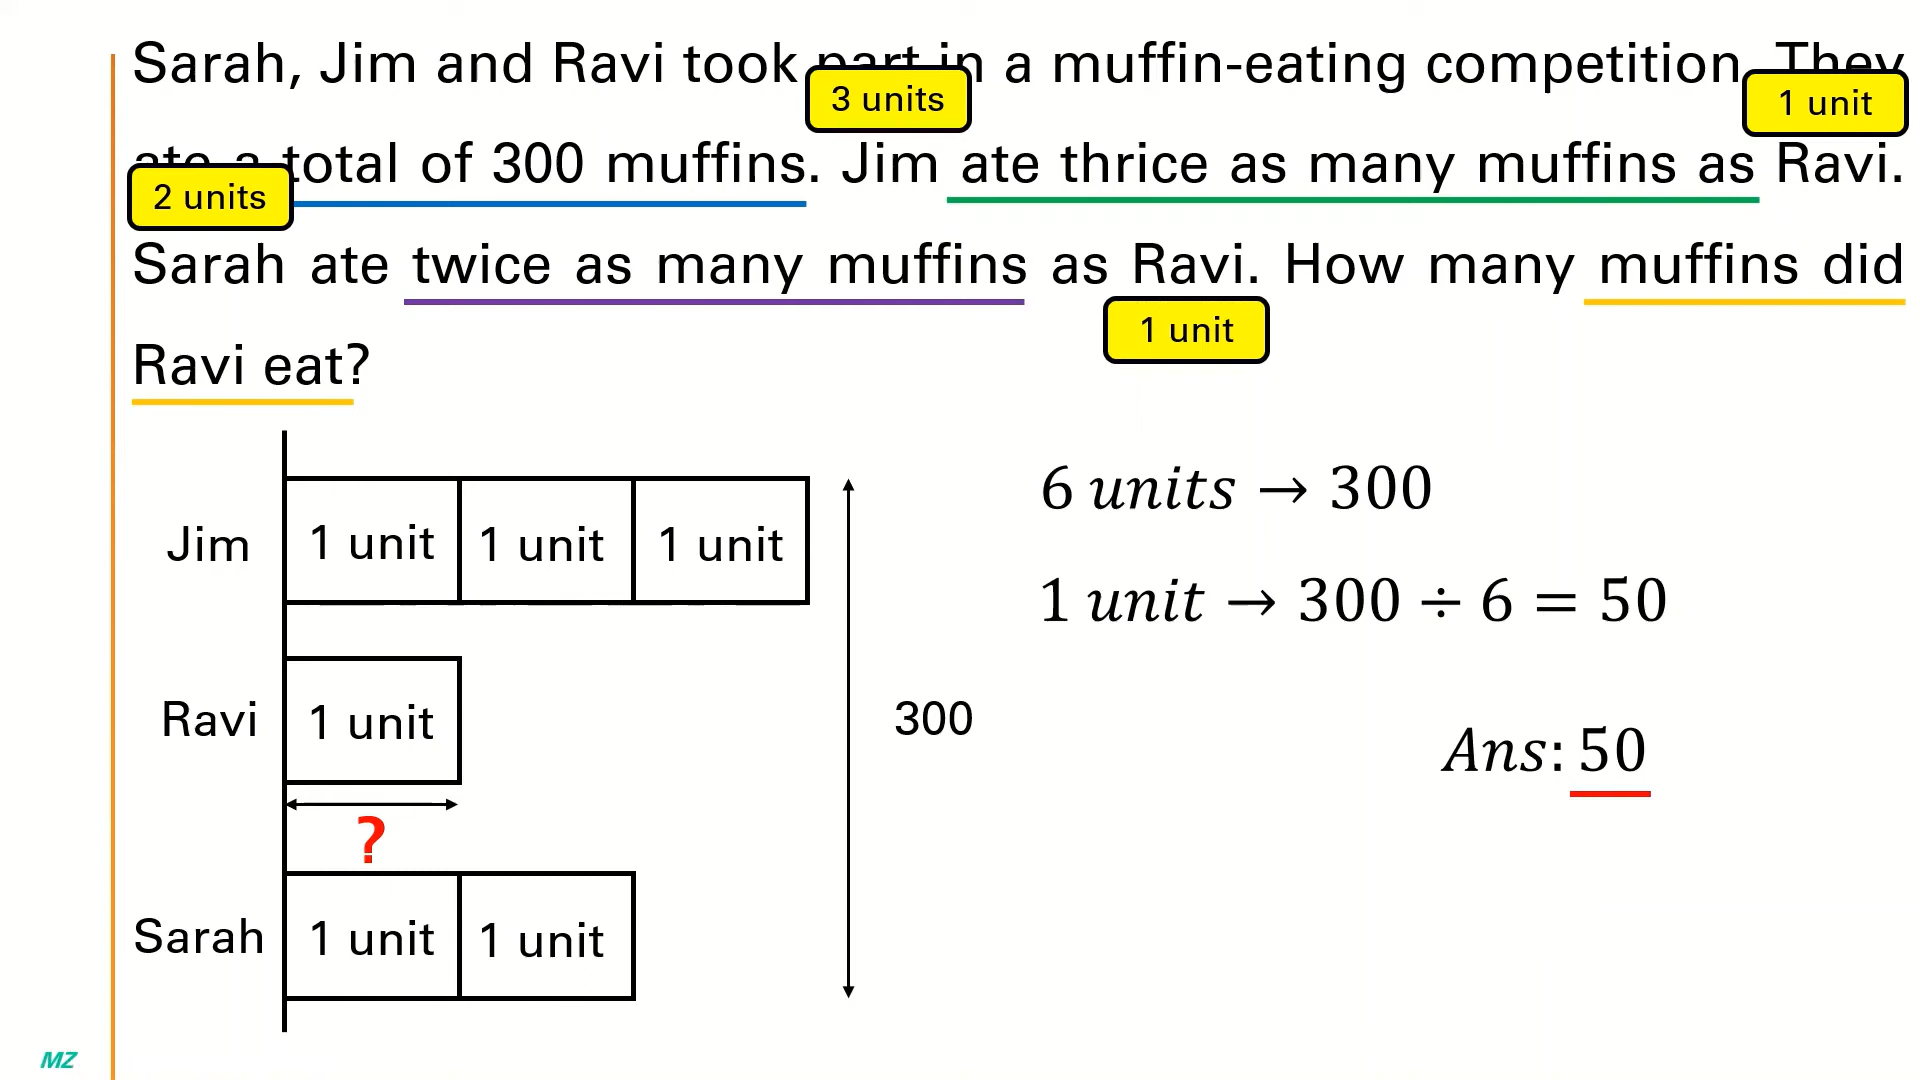 Sarah, Jim and Ravi took part in a muffin-eating competition. They
3 units
1 unit
ate a total of 300 muffins. Jim ate thrice as many muffins as Ravi.
2 units
Sarah ate twice as many muffins as Ravi. How many muffins did
1 unit
Ravi eat?
6 units → 300
Jim 1 unit 1 unit 1 unit
1 unit → 300 ÷ 6 = 50
Ravi 1 unit
300
Ans: 50
?
Sarah 1 unit 1 unit
MZ